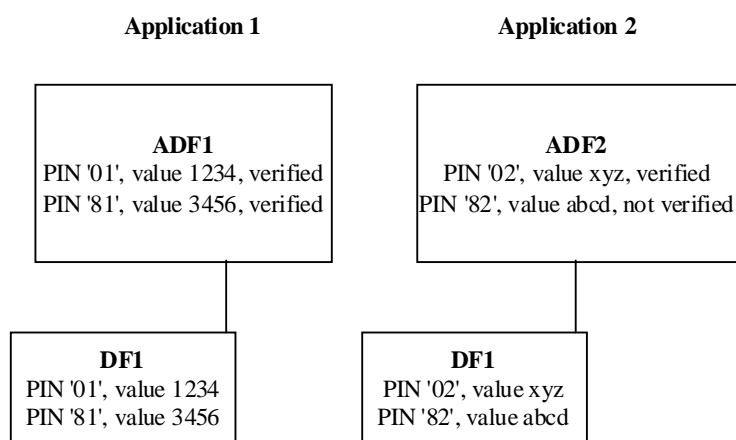 Application 1
Application 2
ADF1
PIN '01', value 1234, verified
PIN '81', value 3456, verified
ADF2
PIN '02', value xyz, verified
PIN '82', value abcd, not verified
DF1
PIN '01', value 1234
PIN '81', value 3456
DF1
PIN '02', value xyz
PIN '82', value abcd